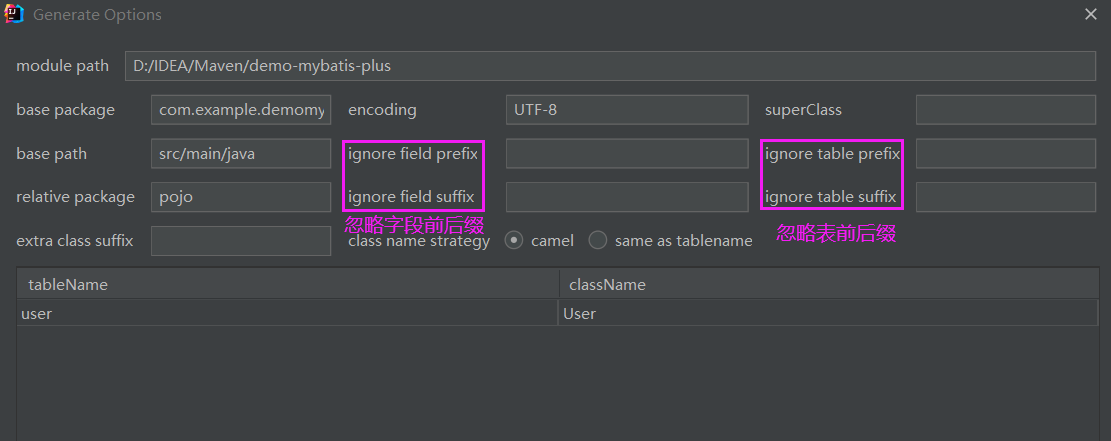 Generate Options
module path D:/IDEA/Maven/demo-mybatis-plus
base package com.example.demomy encoding UTF-8 superClass
base path src/main/java ignore field prefix ignore table prefix
relative package pojo ignore field suffix ignore table suffix
忽略字段前后缀 忽略表前后缀
extra class suffix class name strategy camel same as tablename
tableName className
user User